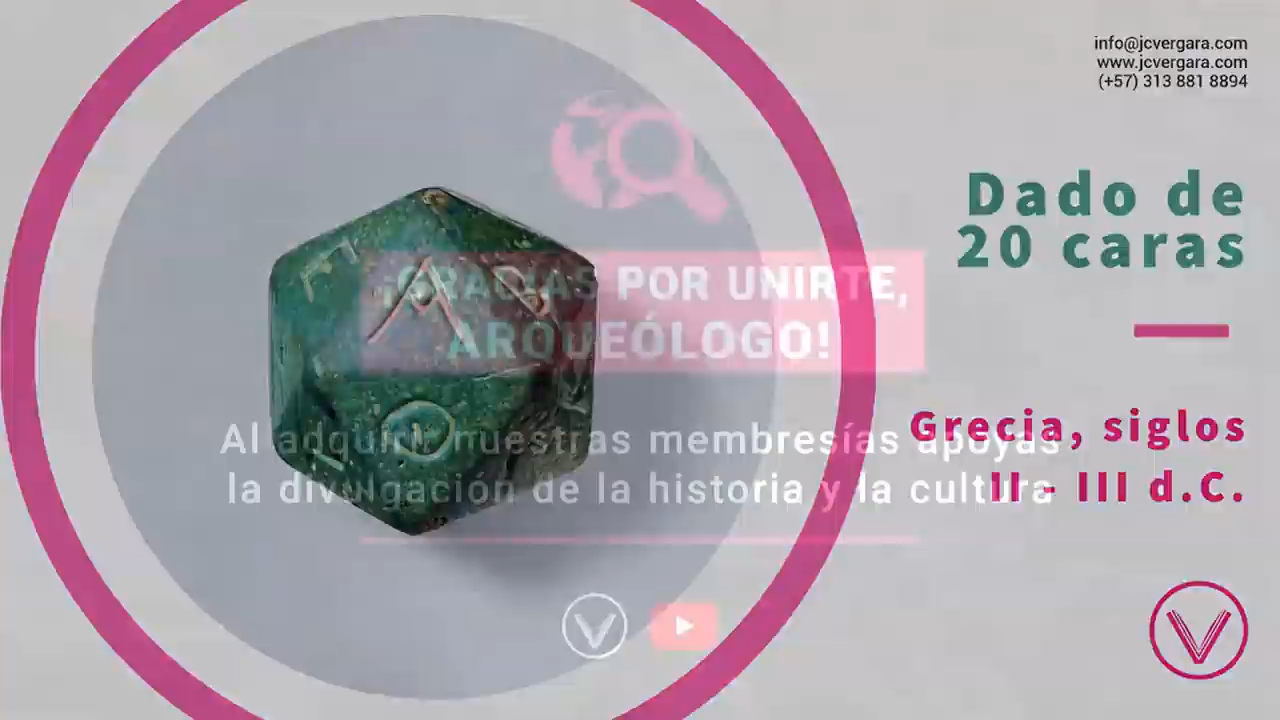 info@jcvergara.com
www.jcvergara.com
(+57) 313 881 8894
Dado de
20 caras
¡GRACIAS POR UNIRTE,
ARQUEÓLOGO!
Grecia, siglos
II - III d.C.
Al adquirir nuestras membresías apoyas
la divulgación de la historia y la cultura